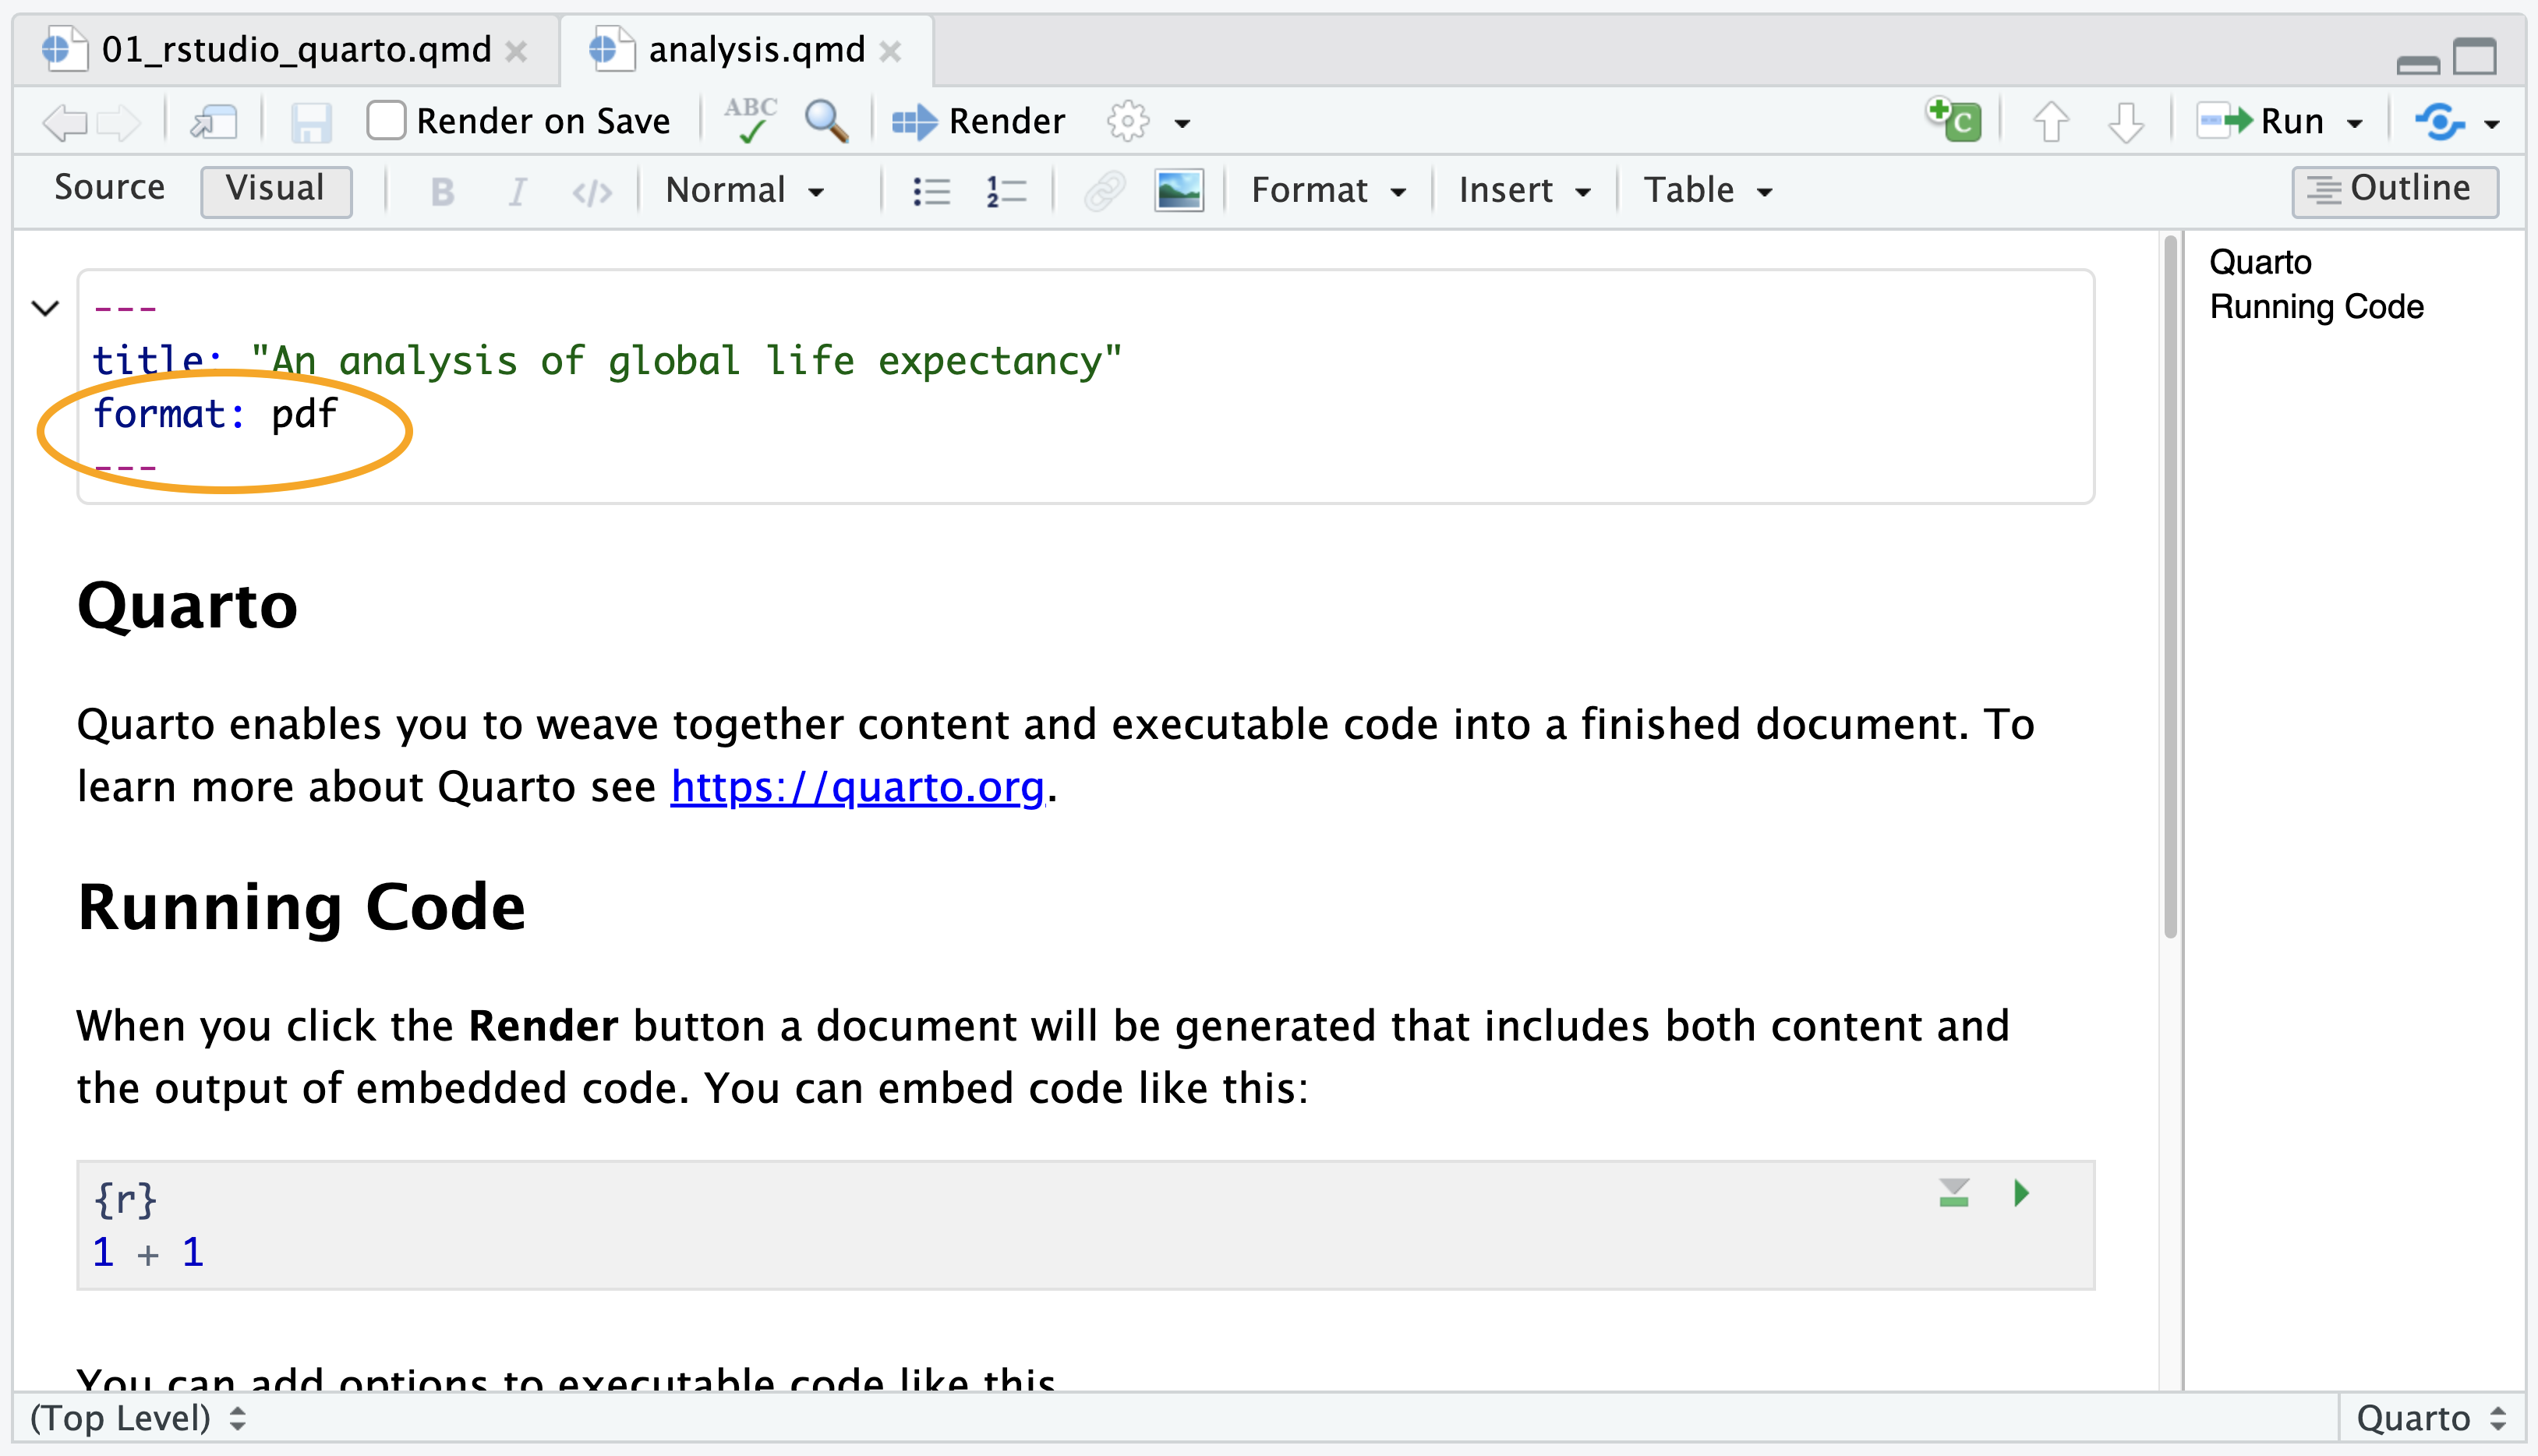 01_rstudio_quarto.qmd
analysis.qmd
Render on Save
ABC
Render
C
Run
Source
Visual
B
I
</>
Normal
1
2
Format
Insert
Table
Outline
---
title: "An analysis of global life expectancy"
format: pdf
---
Quarto
Quarto enables you to weave together content and executable code into a finished document. To
learn more about Quarto see https://quarto.org.
Running Code
When you click the Render button a document will be generated that includes both content and
the output of embedded code. You can embed code like this:
{r}
1 + 1
You can add options to executable code like this
Quarto
Running Code
(Top Level)
Quarto